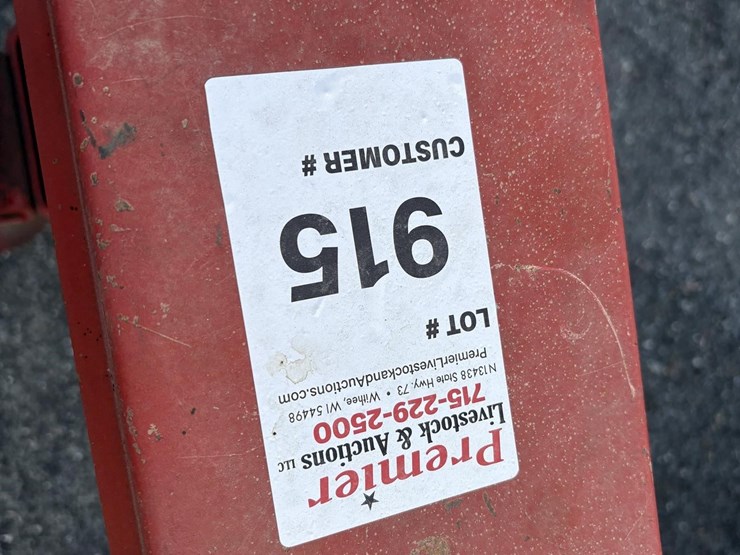 Premier
Livestock & Auctions LLC
715-229-2500
N13438 State Hwy. 73 • Withee, WI 54498
PremierLivestockandAuctions.com
LOT #
915
CUSTOMER #